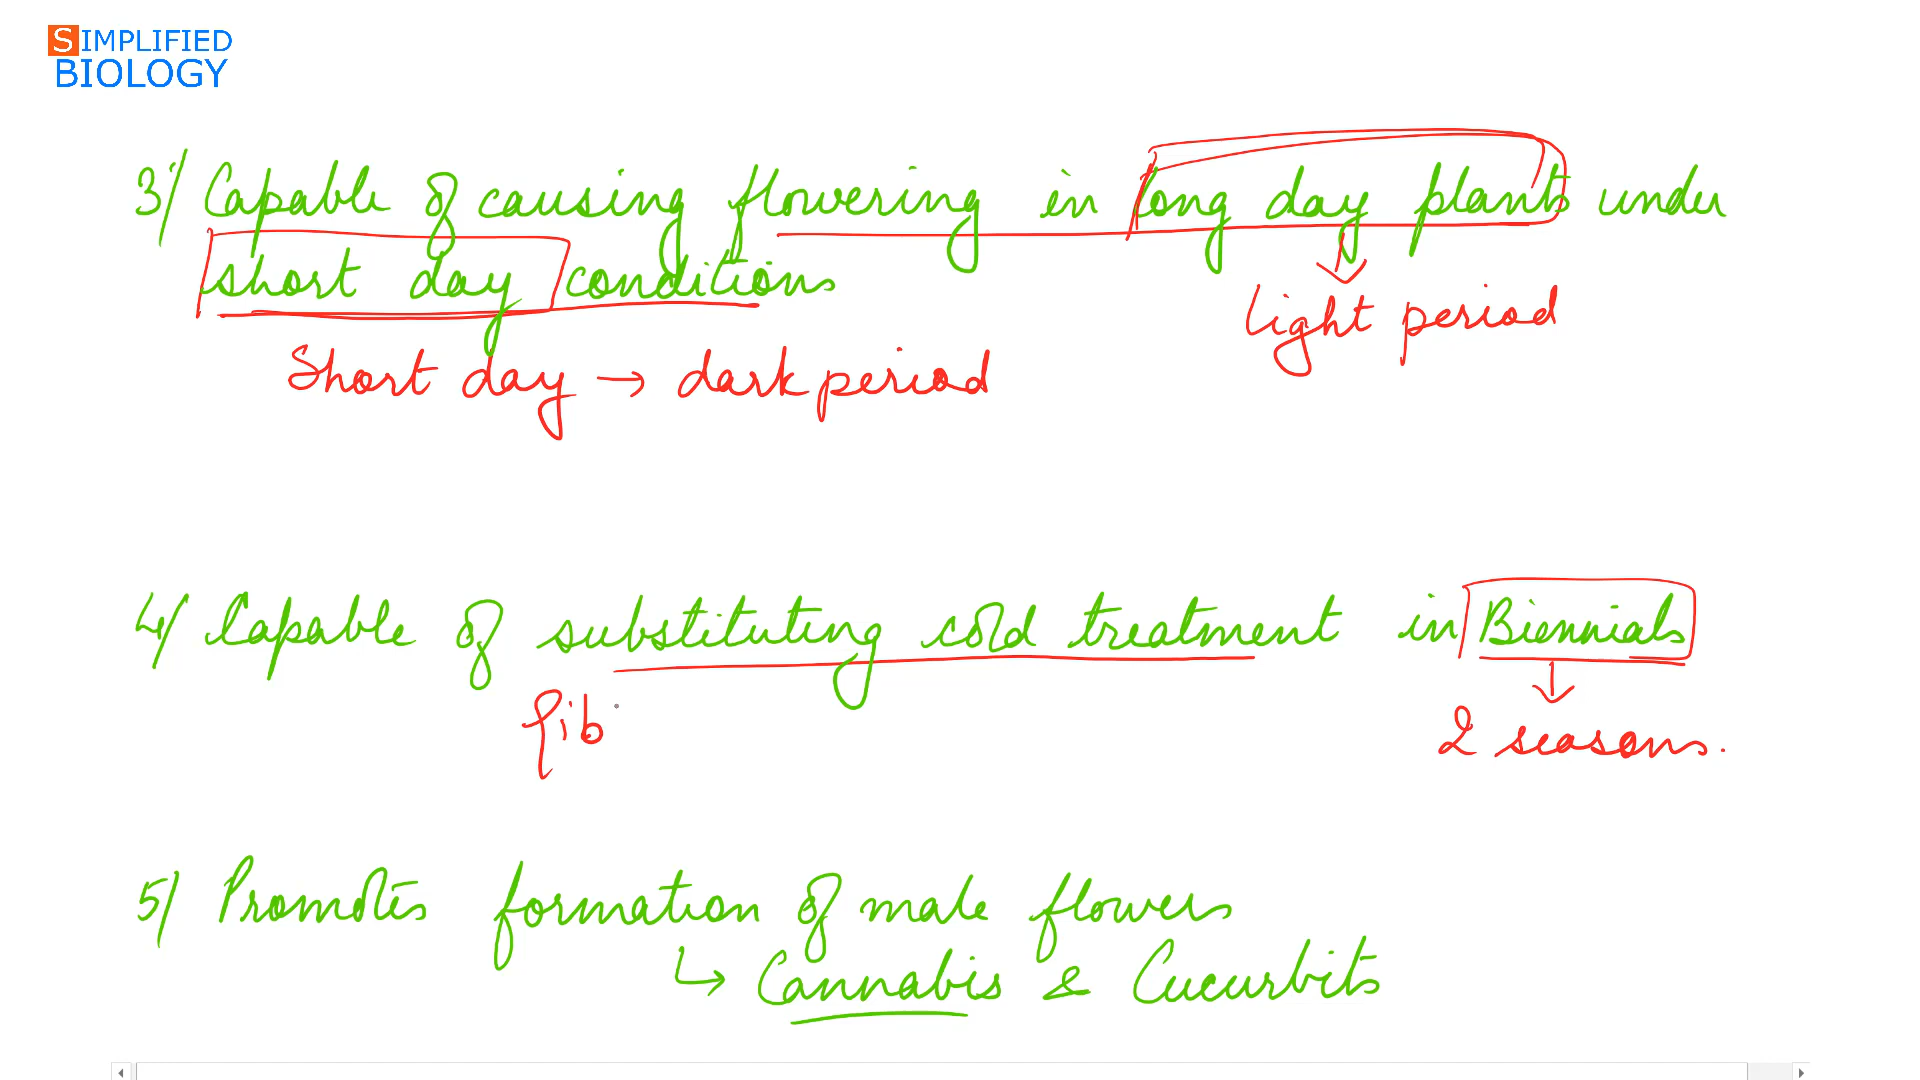 SIMPLIFIED
BIOLOGY
3) Capable of causing flowering in long day plants under
short day conditions
light period
Short day → dark period
4) Capable of substituting cold treatment in Biennials
gib
2 seasons.
5) Promotes formation of male flowers
↳ Cannabis & Cucurbits